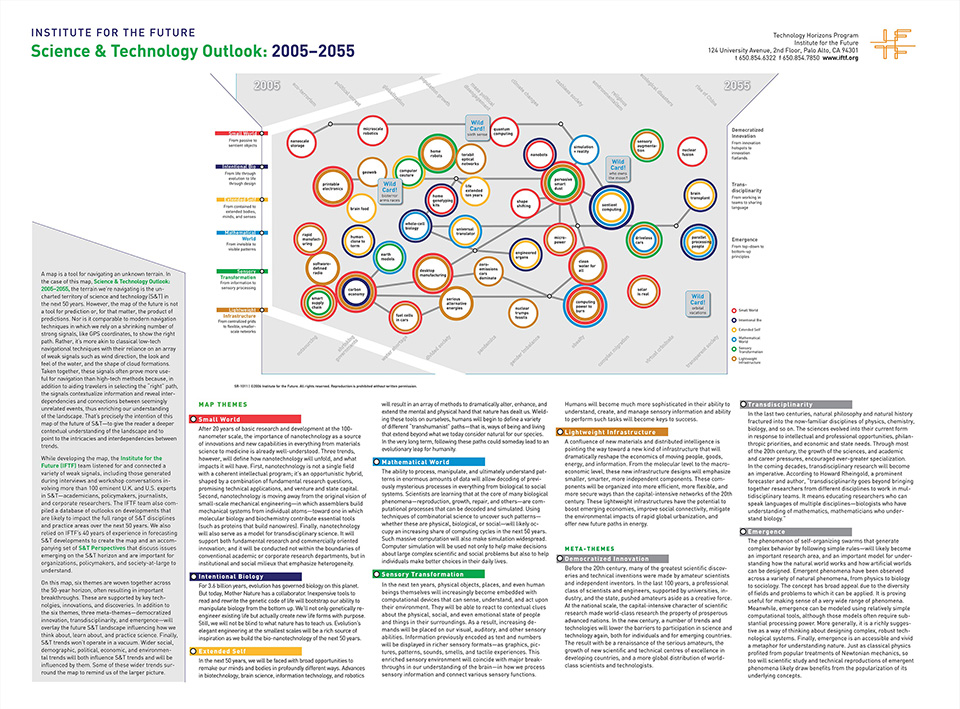 INSTITUTE FOR THE FUTURE
Science & Technology Outlook: 2005–2055
Technology Horizons Program
Institute for the Future
124 University Avenue, 2nd Floor, Palo Alto, CA 94301
t 650.854.6322 f 650.854.7850 www.iftf.org
2005
2055
Small World
From passive to
sentient objects
Intentional Bio
From life through
evolution to life
through design
Extended Self
From contained to
extended bodies,
minds, and senses
Mathematical
World
From invisible to
visible patterns
Sensory
Transformation
From information to
sensory processing
Lightweight
Infrastructure
From centralized grids
to flexible, smaller-
scale networks
nanoscale
storage
microscale
robotics
home
robots
Wild
Card!
sixth sense
quantum
computing
terabit
optical
networks
nanobots
simulation
= reality
sensory
augmenta-
tion
nuclear
fusion
printable
electronics
geoweb
computer
couture
Wild
Card!
bioterror
arms races
life
extended
ten years
pervasive
smart
dust
Wild
Card!
who owns
the moon?
brain
transplant
brain food
home
genotyping
kits
shape
shifting
sentient
computing
whole-cell
biology
universal
translator
rapid
manufact-
uring
human
clone to
term
earth
models
engineered
organs
micro-
power
driverless
cars
parallel
processing
people
software-
defined
radio
desktop
manufacturing
zero-
emissions
cars
dominate
clean
water for
all
smart
supply
chain
carbon
economy
serious
alternative
energies
fuel cells
in cars
nuclear
trumps
fossils
computing
power to
burn
solar
is real
Wild
Card!
social
vacations
Democratized
Innovation
From innovation
hotspots to
innovation
flatlands
Trans-
disciplinarity
From working in
teams to sharing
language
Emergence
From top-down to
bottom-up
principles
Small World
Intentional Bio
Extended Self
Mathematical
World
Sensory
Transformation
Lightweight
Infrastructure
SR-1011 | ©2006 Institute for the Future. All rights reserved. Reproduction is prohibited without written permission.
A map is a tool for navigating an unknown terrain. In
the case of this map, Science & Technology Outlook:
2005–2055, the terrain we're navigating is the un-
charted territory of science and technology (S&T) in
the next 50 years. However, the map of the future is not
a tool for prediction or, for that matter, the product of
predictions. Nor is it comparable to modern navigation
techniques in which we rely on a shrinking number of
strong signals, like GPS coordinates, to show the right
path. Rather, it's more akin to classical low-tech
navigational techniques with their reliance on an array
of weak signals such as wind direction, the look and
feel of the water, and the shape of cloud formations.
Taken together, these signals often prove more use-
ful for navigation than high-tech methods because, in
addition to aiding travelers in selecting the "right" path,
the signals contextualize information and reveal inter-
dependencies and connections between seemingly
unrelated events, thus enriching our understanding
of the landscape. That's precisely the intention of this
map of the future of S&T—to give the reader a deeper
contextual understanding of the landscape and to
point to the intricacies and interdependencies between
trends.
While developing the map, the Institute for the
Future (IFTF) team listened for and connected a
variety of weak signals, including those generated
during interviews and workshop conversations in-
volving more than 100 eminent U.K. and U.S. experts
in S&T—academicians, policymakers, journalists,
and corporate researchers. The IFTF team also com-
piled a database of outlooks on developments that
are likely to impact the full range of S&T disciplines
and practice areas over the next 50 years. We also
relied on IFTF's 40 years of experience in forecasting
S&T developments to create the map and an accom-
panying set of S&T Perspectives that discuss issues
emerging on the S&T horizon and are important for
organizations, policymakers, and society-at-large to
understand.
On this map, six themes are woven together across
the 50-year horizon, often resulting in important
breakthroughs. These are supported by key tech-
nologies, innovations, and discoveries. In addition to
the six themes, three meta-themes—democratized
innovation, transdisciplinarity, and emergence—will
overlay the future S&T landscape influencing how we
think about, learn about, and practice science. Finally,
S&T trends won't operate in a vacuum. Wider social,
demographic, political, economic, and environmen-
tal trends will both influence S&T trends and will be
influenced by them. Some of these wider trends sur-
round the map to remind us of the larger picture.
MAP THEMES
Small World
After 20 years of basic research and development at the 100-
nanometer scale, the importance of nanotechnology as a source
of innovations and new capabilities in everything from materials
science to medicine is already well-understood. Three trends,
however, will define how nanotechnology will unfold, and what
impacts it will have. First, nanotechnology is not a single field
with a coherent intellectual program; it's an opportunistic hybrid,
shaped by a combination of fundamental research questions,
promising technical applications, and venture and state capital.
Second, nanotechnology is moving away from the original vision of
small-scale mechanical engineering—in which assemblers build
mechanical systems from individual atoms—toward one in which
molecular biology and biochemistry contribute essential tools
(such as proteins that build nanowires). Finally, nanotechnology
will also serve as a model for transdisciplinary science. It will
support both fundamental research and commercially oriented
innovation; and it will be conducted not within the boundaries of
conventional academic or corporate research departments, but in
institutional and social milieus that emphasize heterogeneity.
Intentional Biology
For 3.6 billion years, evolution has governed biology on this planet.
But today, Mother Nature has a collaborator. Inexpensive tools to
read and rewrite the genetic code of life will bootstrap our ability to
manipulate biology from the bottom up. We'll not only genetically re-
engineer existing life but actually create new life forms with purpose.
Still, we will not be blind to what nature has to teach us. Evolution's
elegant engineering at the smallest scales will be a rich source of
inspiration as we build the bio-nanotechnology of the next 50 years.
Extended Self
In the next 50 years, we will be faced with broad opportunities to
remake our minds and bodies in profoundly different ways. Advances
in biotechnology, brain science, information technology, and robotics
will result in an array of methods to dramatically alter, enhance, and
extend the mental and physical hand that nature has dealt us. Wield-
ing these tools on ourselves, humans will begin to define a variety
of different "transhumanist" paths—that is, ways of being and living
that extend beyond what we today consider natural for our species.
In the very long term, following these paths could someday lead to an
evolutionary leap for humanity.
Mathematical World
The ability to process, manipulate, and ultimately understand pat-
terns in enormous amounts of data will allow decoding of previ-
ously mysterious processes in everything from biological to social
systems. Scientists are learning that at the core of many biological
phenomena—reproduction, growth, repair, and others—are com-
putational processes that can be decoded and simulated. Using
techniques of combinatorial science to uncover such patterns—
whether these are physical, biological, or social—will likely oc-
cupy an increasing share of computing cycles in the next 50 years.
Such massive computation will also make simulation widespread.
Computer simulation will be used not only to help make decisions
about large complex scientific and social problems but also to help
individuals make better choices in their daily lives.
Sensory Transformation
In the next ten years, physical objects, places, and even human
beings themselves will increasingly become embedded with
computational devices that can sense, understand, and act upon
their environment. They will be able to react to contextual clues
about the physical, social, and even emotional state of people
and things in their surroundings. As a result, increasing de-
mands will be placed on our visual, auditory, and other sensory
abilities. Information previously encoded as text and numbers
will be displayed in richer sensory formats—as graphics, pic-
tures, patterns, sounds, smells, and tactile experiences. This
enriched sensory environment will coincide with major break-
throughs in our understanding of the brain—in how we process
sensory information and connect various sensory functions.
Humans will become much more sophisticated in their ability to
understand, create, and manage sensory information and ability
to perform such tasks will become keys to success.
Lightweight Infrastructure
A confluence of new materials and distributed intelligence is
pointing the way toward a new kind of infrastructure that will
dramatically reshape the economics of moving people, goods,
energy, and information. From the molecular level to the macro-
economic level, these new infrastructure designs will emphasize
smaller, smarter, more independent components. These com-
ponents will be organized into more efficient, more flexible, and
more secure ways than the capital-intensive networks of the 20th
century. These lightweight infrastructures have the potential to
boost emerging economies, improve social connectivity, mitigate
the environmental impacts of rapid global urbanization, and
offer new future paths in energy.
META-THEMES
Democratized Innovation
Before the 20th century, many of the greatest scientific discov-
eries and technical inventions were made by amateur scientists
and independent inventors. In the last 100 years, a professional
class of scientists and engineers, supported by universities, in-
dustry, and the state, pushed amateurs aside as a creative force.
At the national scale, the capital-intensive character of scientific
research made world-class research the property of prosperous
advanced nations. In the new century, a number of trends and
technologies will lower the barriers to participation in science and
technology again, both for individuals and for emerging countries.
The result will be a renaissance of the serious amateurs, the
growth of new scientific and technical centres of excellence in
developing countries, and a more global distribution of world-
class scientists and technologists.
Transdisciplinarity
In the last two centuries, natural philosophy and natural history
fractured into the now-familiar disciplines of physics, chemistry,
biology, and so on. The sciences evolved into their current form
in response to intellectual and professional opportunities, philan-
thropic priorities, and economic and state needs. Through most
of the 20th century, the growth of the sciences, and academic
and career pressures, encouraged ever-greater specialization.
In the coming decades, transdisciplinary research will become
an imperative. According to Howard Rheingold, a prominent
forecaster and author, "transdisciplinarity goes beyond bringing
together researchers from different disciplines to work in mul-
tidisciplinary teams. It means educating researchers who can
speak languages of multiple disciplines—biologists who have
understanding of mathematics, mathematicians who under-
stand biology."
Emergence
The phenomenon of self-organizing swarms that generate
complex behavior by following simple rules—will likely become
an important research area, and an important model for under-
standing how the natural world works and how artificial worlds
can be designed. Emergent phenomena have been observed
across a variety of natural phenomena, from physics to biology
to sociology. The concept has broad appeal due to the diversity
of fields and problems to which it can be applied. It is proving
useful for making sense of a very wide range of phenomena.
Meanwhile, emergence can be modeled using relatively simple
computational tools, although those models often require sub-
stantial processing power. More generally, it is a richly sugges-
tive as a way of thinking about designing complex, robust tech-
nological systems. Finally, emergence is an accessible and vivid
a metaphor for understanding nature. Just as classical physics
profited from popular treatments of Newtonian mechanics, so
too will scientific study and technical reproductions of emergent
phenomena likely draw benefits from the popularization of its
underlying concepts.